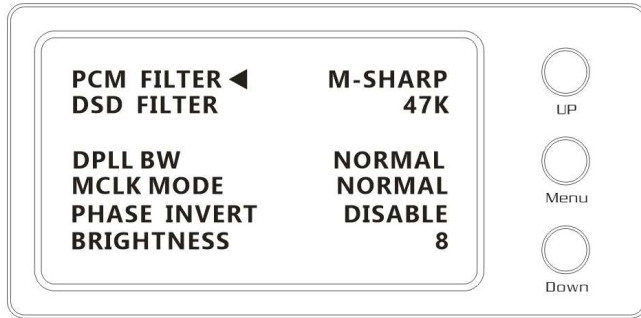 PCM FILTER◀ M-SHARP
DSD FILTER 47K
DPLL BW NORMAL
MCLK MODE NORMAL
PHASE INVERT DISABLE
BRIGHTNESS 8
UP
Menu
Down